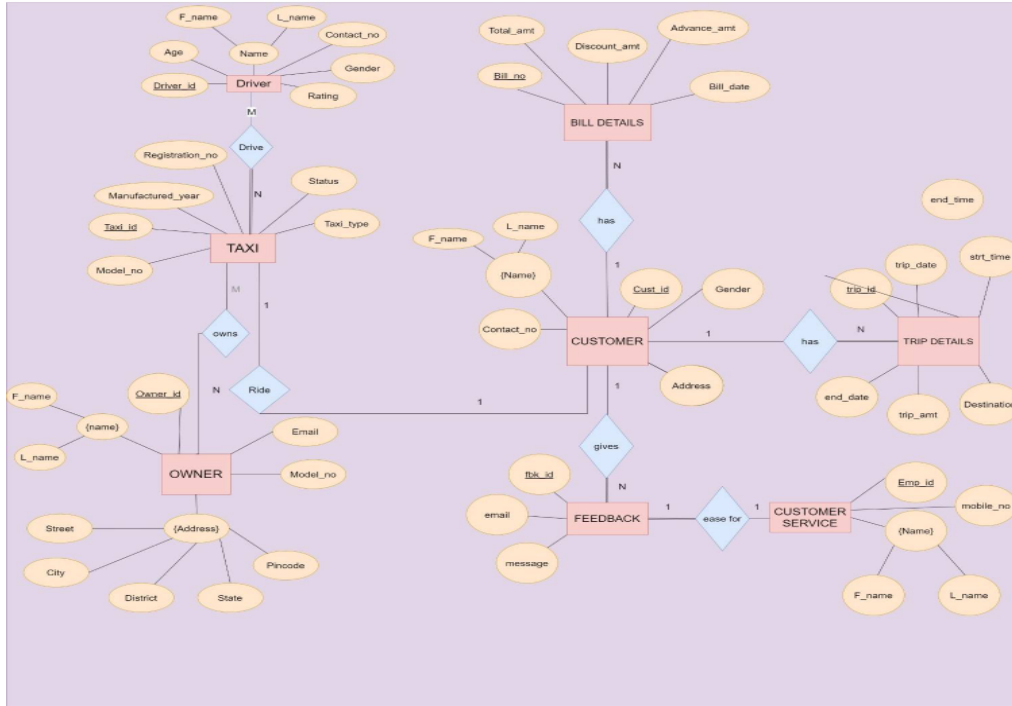 F_name
L_name
Contact_no
Age
Name
Gender
Driver_id
Driver
Rating
M
Drive
N
Registration_no
Status
Manufactured_year
Taxi_type
Taxi_id
TAXI
Model_no
M
1
owns
N
Ride
1
F_name
Owner_id
{name}
Email
L_name
OWNER
Model_no
Street
{Address}
Pincode
City
District
State
Total_amt
Advance_amt
Discount_amt
Bill_no
Bill_date
BILL DETAILS
N
has
1
F_name
L_name
{Name}
Cust_id
Gender
Contact_no
CUSTOMER
Address
1
has
N
end_time
trip_date
strt_time
trip_id
TRIP DETAILS
end_date
trip_amt
Destination
1
gives
N
fbk_id
email
FEEDBACK
message
1
ease for
1
CUSTOMER
SERVICE
Emp_id
mobile_no
{Name}
F_name
L_name